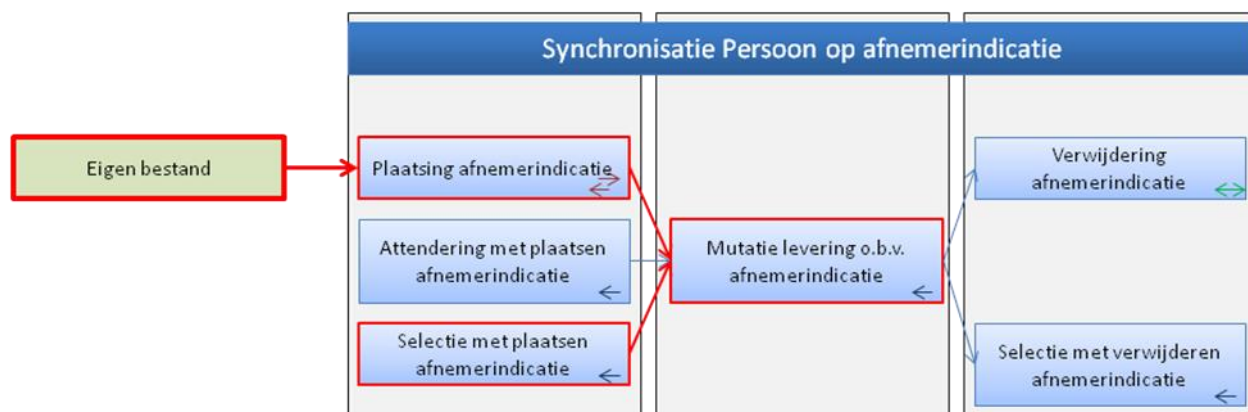 Synchronisatie Persoon op afnemerindicatie
Eigen bestand
Plaatsing afnemerindicatie
Attendering met plaatsen
afnemerindicatie
Selectie met plaatsen
afnemerindicatie
Mutatie levering o.b.v.
afnemerindicatie
Verwijdering
afnemerindicatie
Selectie met verwijderen
afnemerindicatie